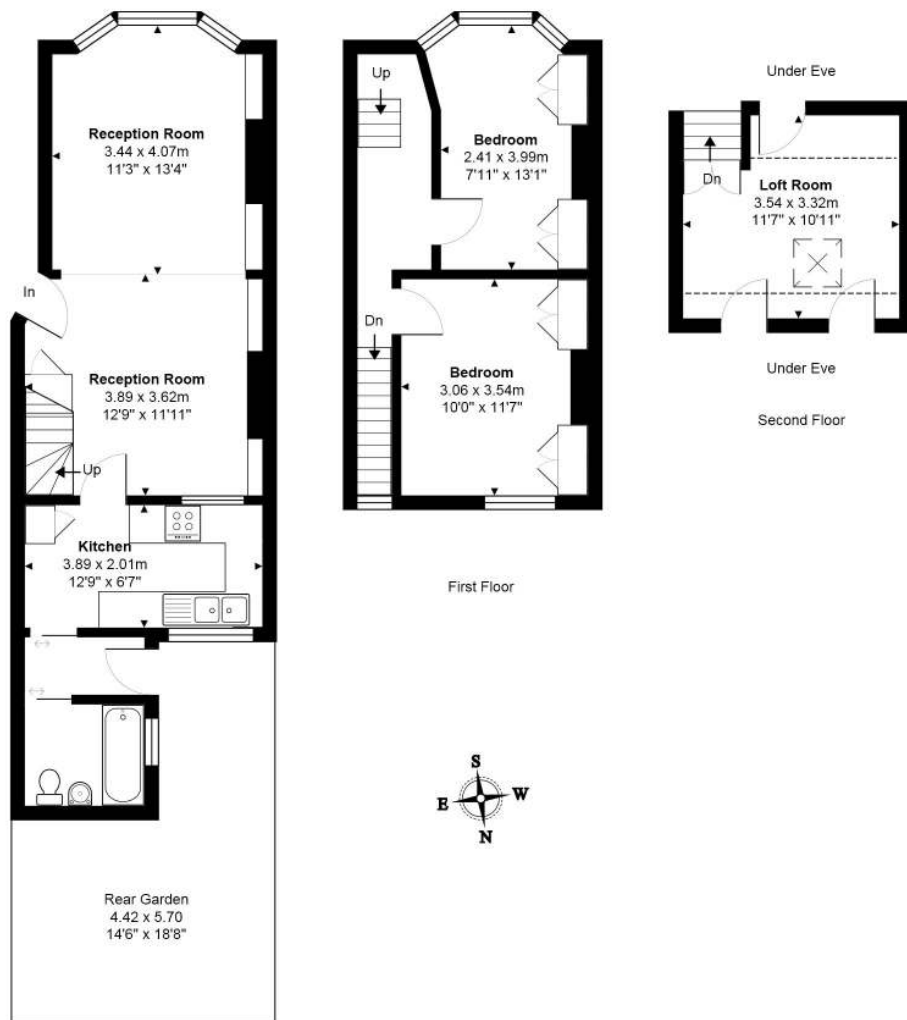 Reception Room
3.44 x 4.07m
11'3" x 13'4"
In
Reception Room
3.89 x 3.62m
12'9" x 11'11"
Up
Kitchen
3.89 x 2.01m
12'9" x 6'7"
Rear Garden
4.42 x 5.70
14'6" x 18'8"
Up
Bedroom
2.41 x 3.99m
7'11" x 13'1"
Dn
Bedroom
3.06 x 3.54m
10'0" x 11'7"
First Floor
Under Eve
Dn
Loft Room
3.54 x 3.32m
11'7" x 10'11"
Under Eve
Second Floor
S
E
W
N